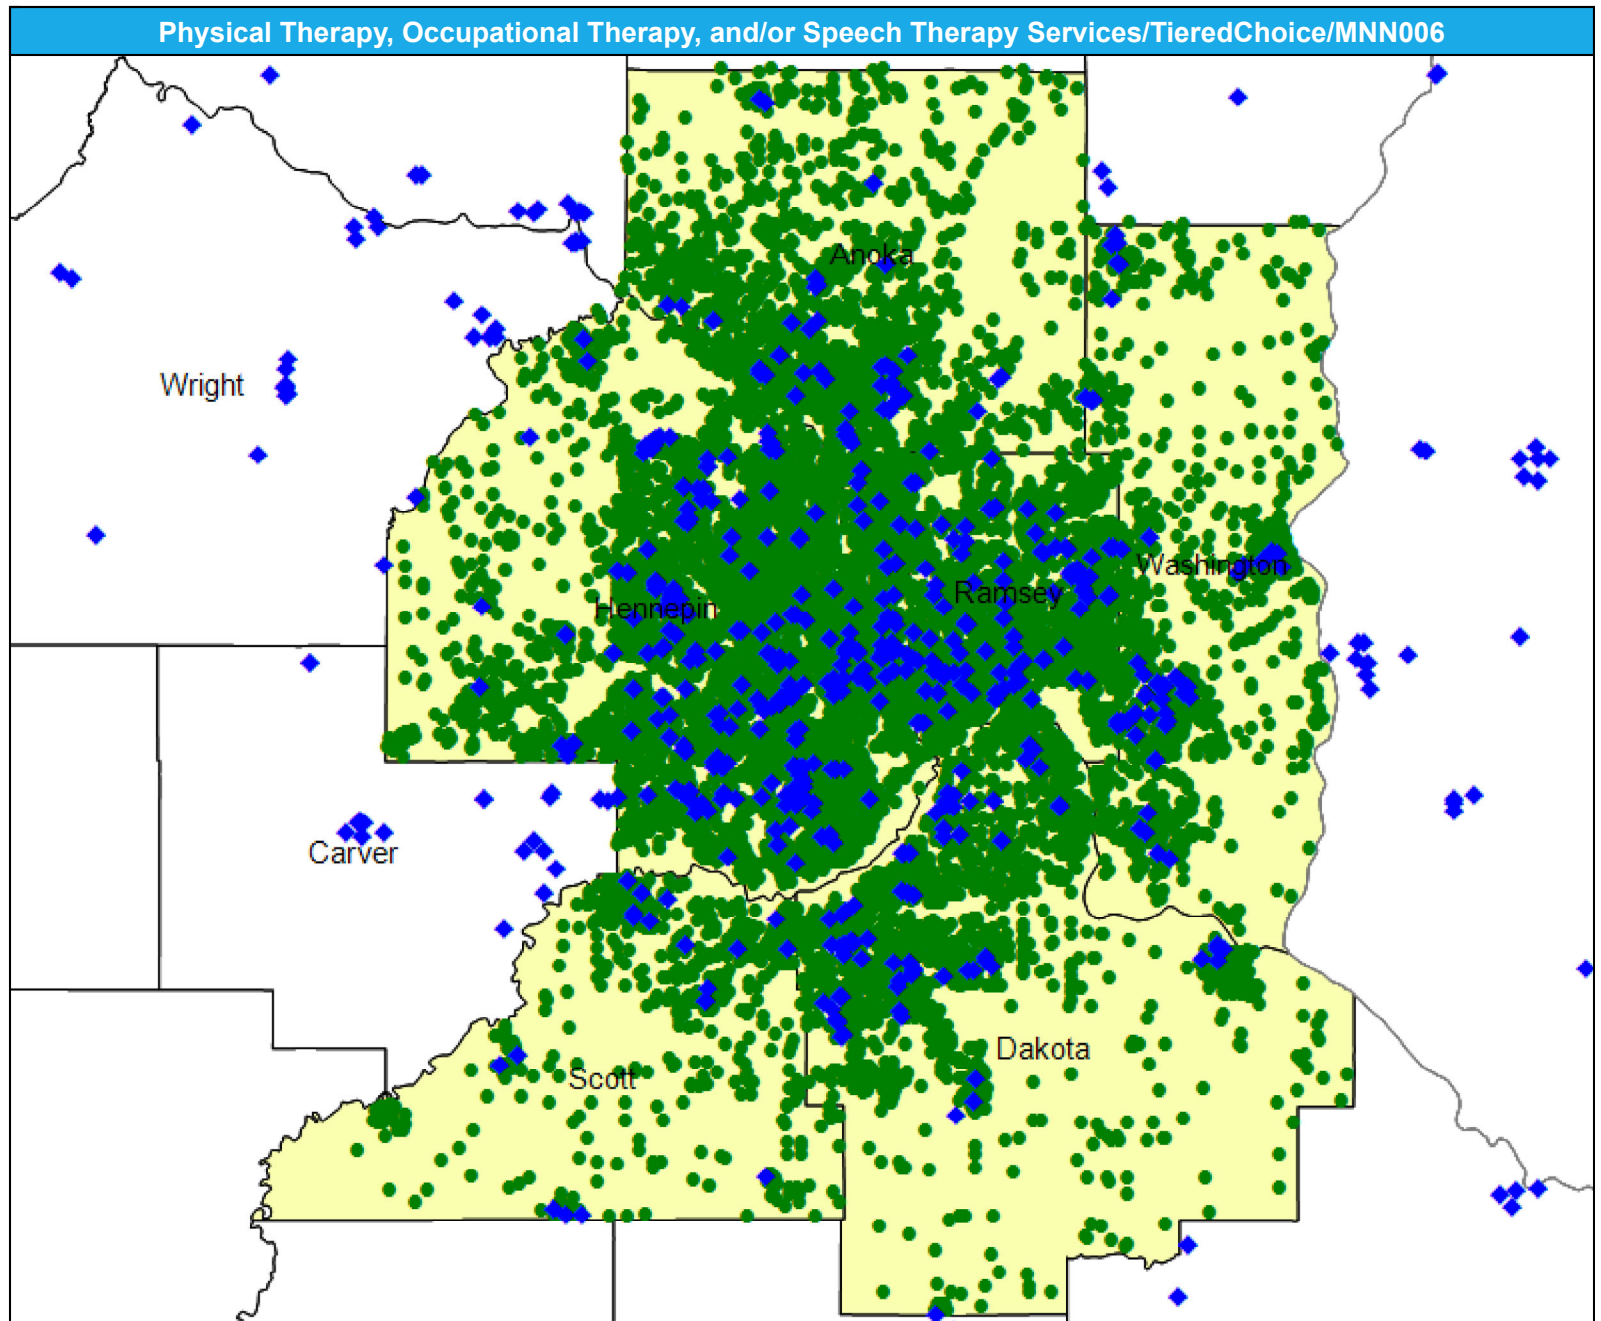 Physical Therapy, Occupational Therapy, and/or Speech Therapy Services/TieredChoice/MNN006
Anoka
Wright
Washington
Ramsey
Hennepin
Carver
Dakota
Scott